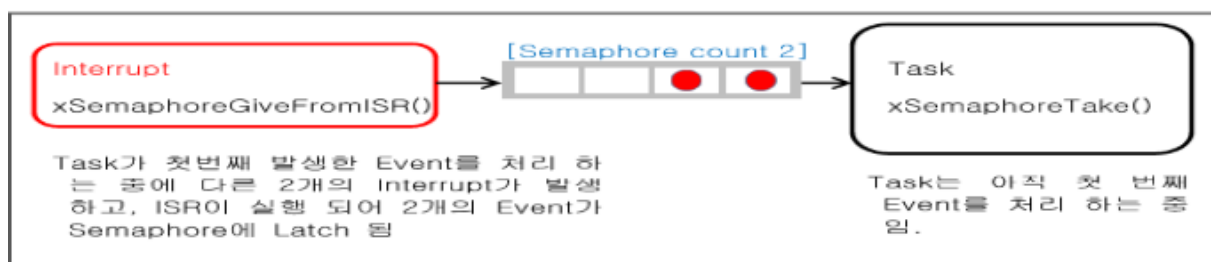 [Semaphore count 2]
Interrupt
xSemaphoreGiveFromISR()
Task
xSemaphoreTake()
Task가 첫번째 발생한 Event를 처리 하
는 중에 다른 2개의 Interrupt가 발생
하고, ISR이 실행 되어 2개의 Event가
Semaphore에 Latch 됨
Task는 아직 첫 번째
Event를 처리 하는 중
임.